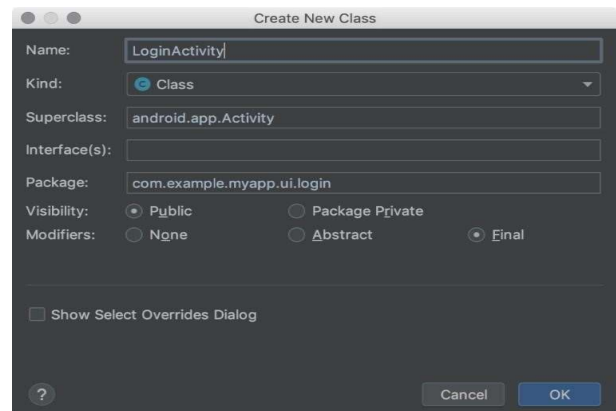 Create New Class
Name: LoginActivity
Kind: C Class
Superclass: android.app.Activity
Interface(s):
Package: com.example.myapp.ui.login
Visibility: Public Package Private
Modifiers: None Abstract Final
Show Select Overrides Dialog
? Cancel OK